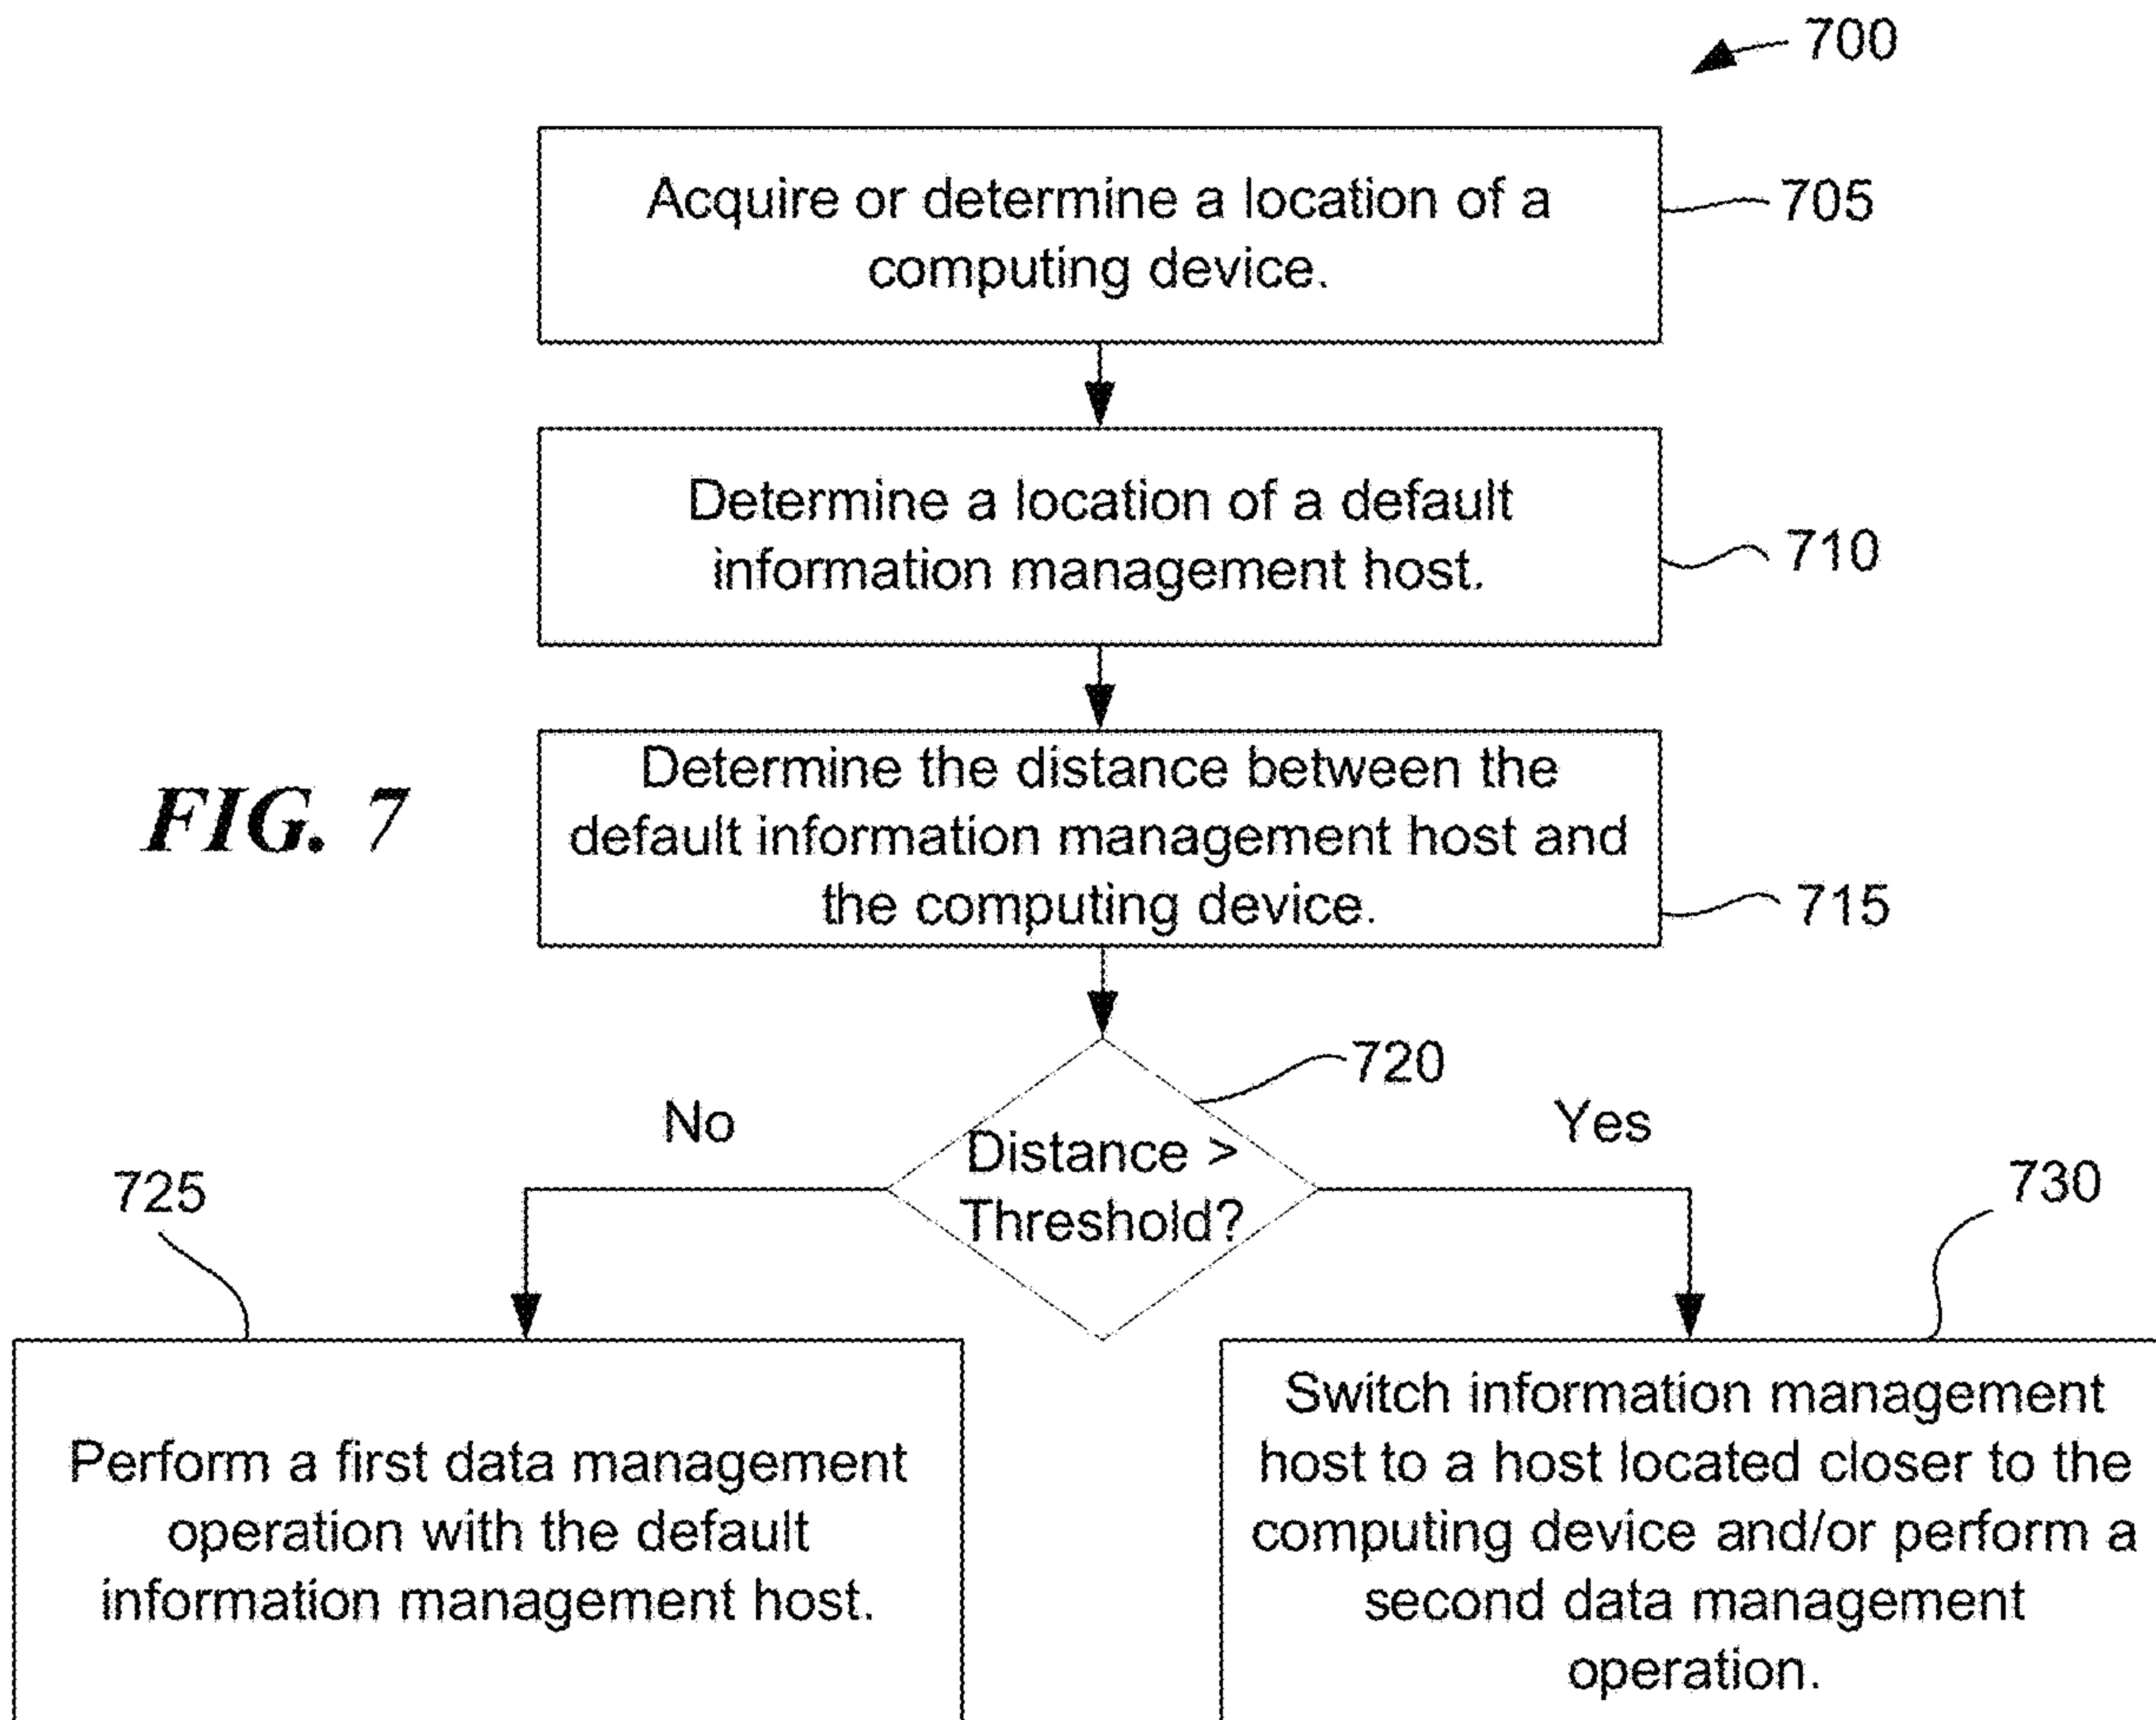 700
Acquire or determine a location of a
computing device.
705
Determine a location of a default
information management host.
710
FIG. 7
Determine the distance between the
default information management host and
the computing device.
715
720
No
Yes
Distance >
Threshold?
725
730
Perform a first data management
operation with the default
information management host.
Switch information management
host to a host located closer to the
computing device and/or perform a
second data management
operation.